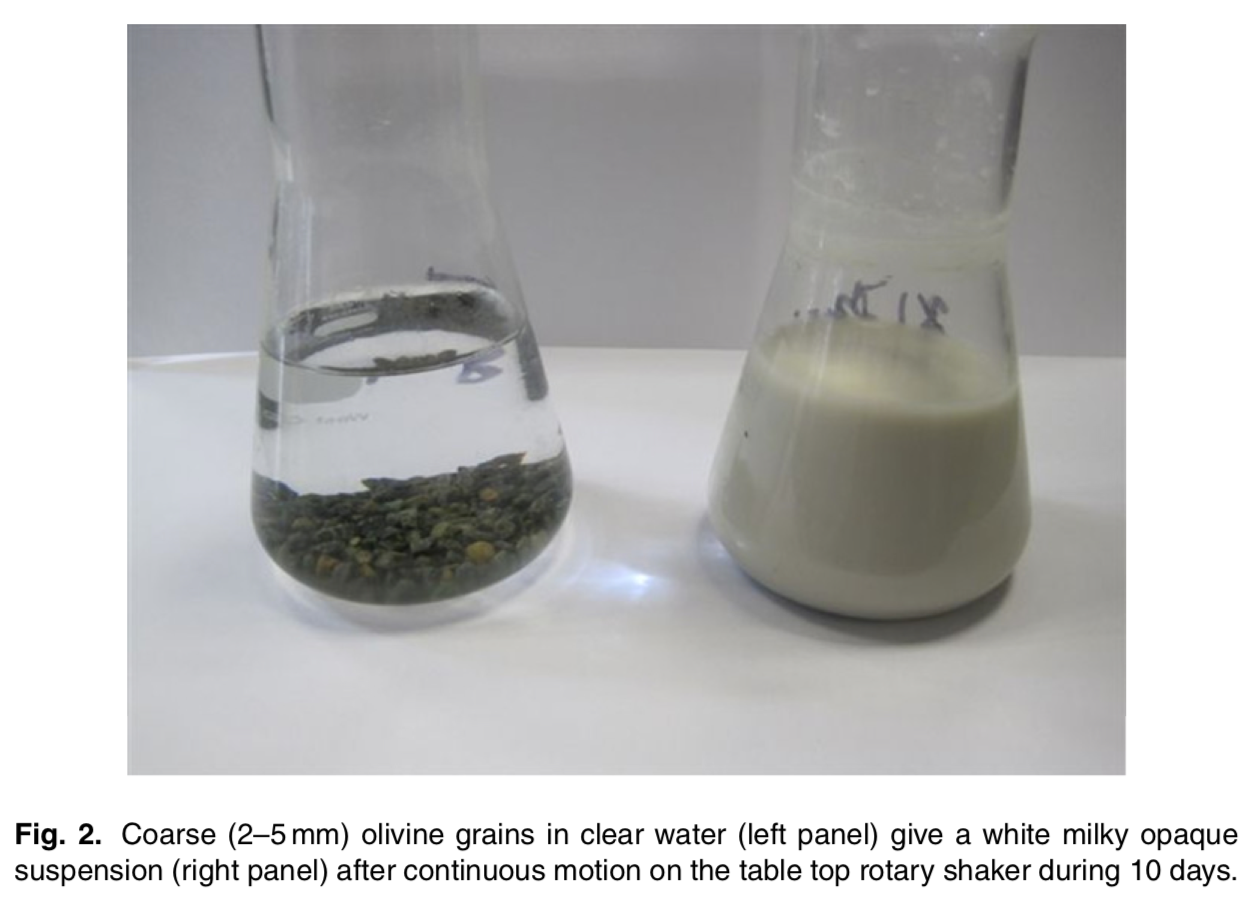 Fig. 2. Coarse (2–5 mm) olivine grains in clear water (left panel) give a white milky opaque
suspension (right panel) after continuous motion on the table top rotary shaker during 10 days.